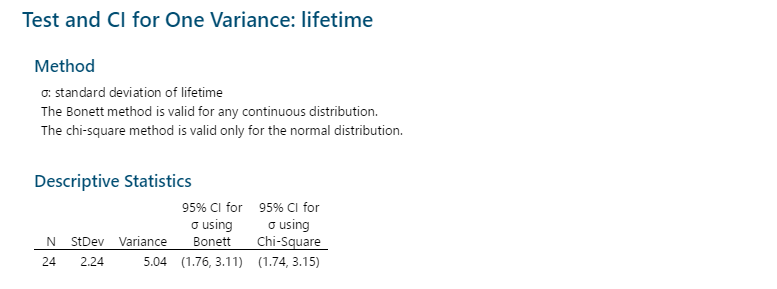 Test and CI for One Variance: lifetime
Method
σ: standard deviation of lifetime
The Bonett method is valid for any continuous distribution.
The chi-square method is valid only for the normal distribution.
Descriptive Statistics
95% CI for 95% CI for
σ using σ using
N StDev Variance Bonett Chi-Square
24 2.24 5.04 (1.76, 3.11) (1.74, 3.15)